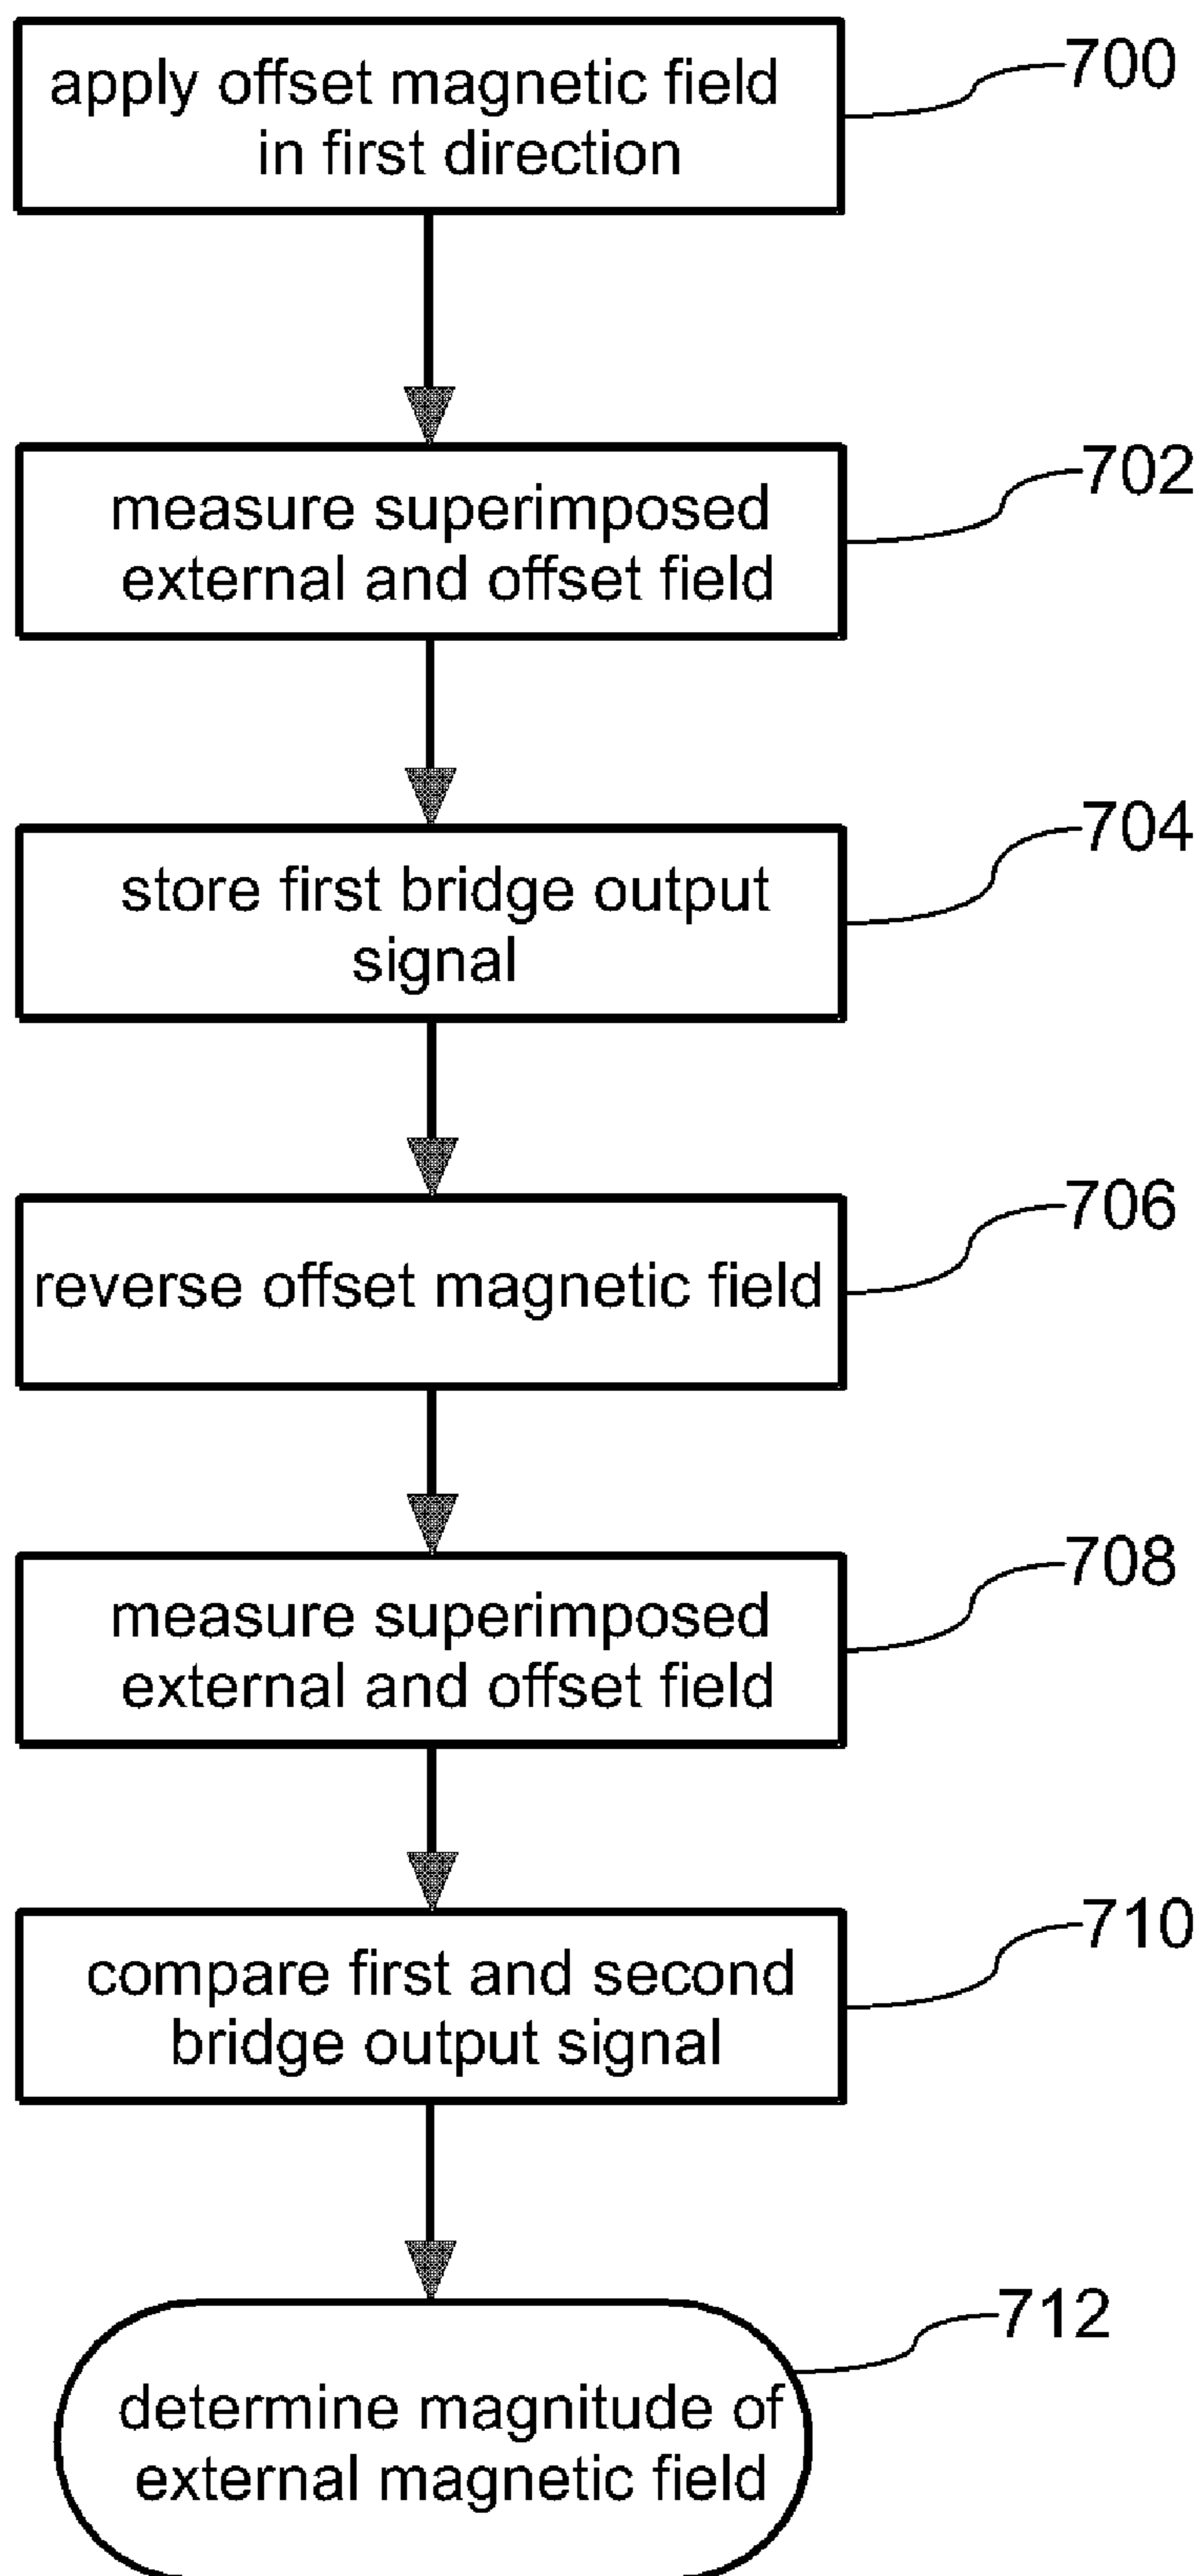 apply offset magnetic field
in first direction
700
measure superimposed
external and offset field
702
store first bridge output
signal
704
reverse offset magnetic field
706
measure superimposed
external and offset field
708
compare first and second
bridge output signal
710
determine magnitude of
external magnetic field
712